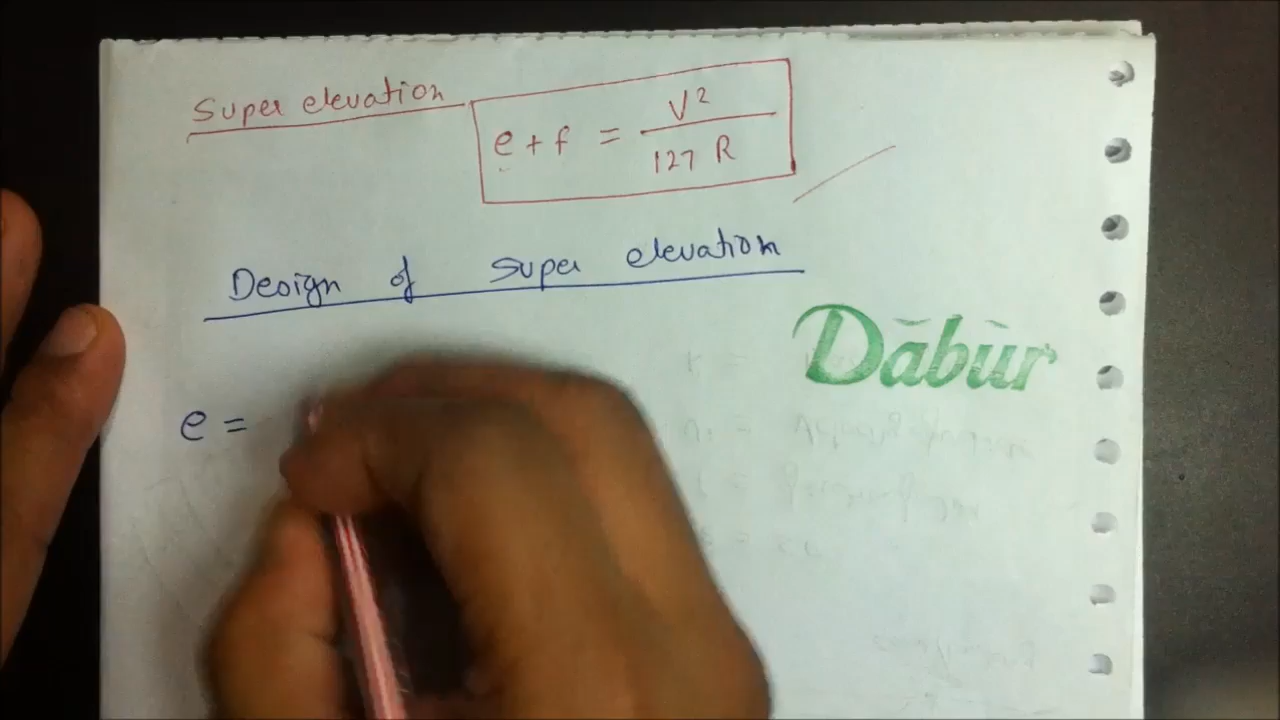 Super elevation
e + f = V² / 127 R
Design of super elevation
Dabur
e =